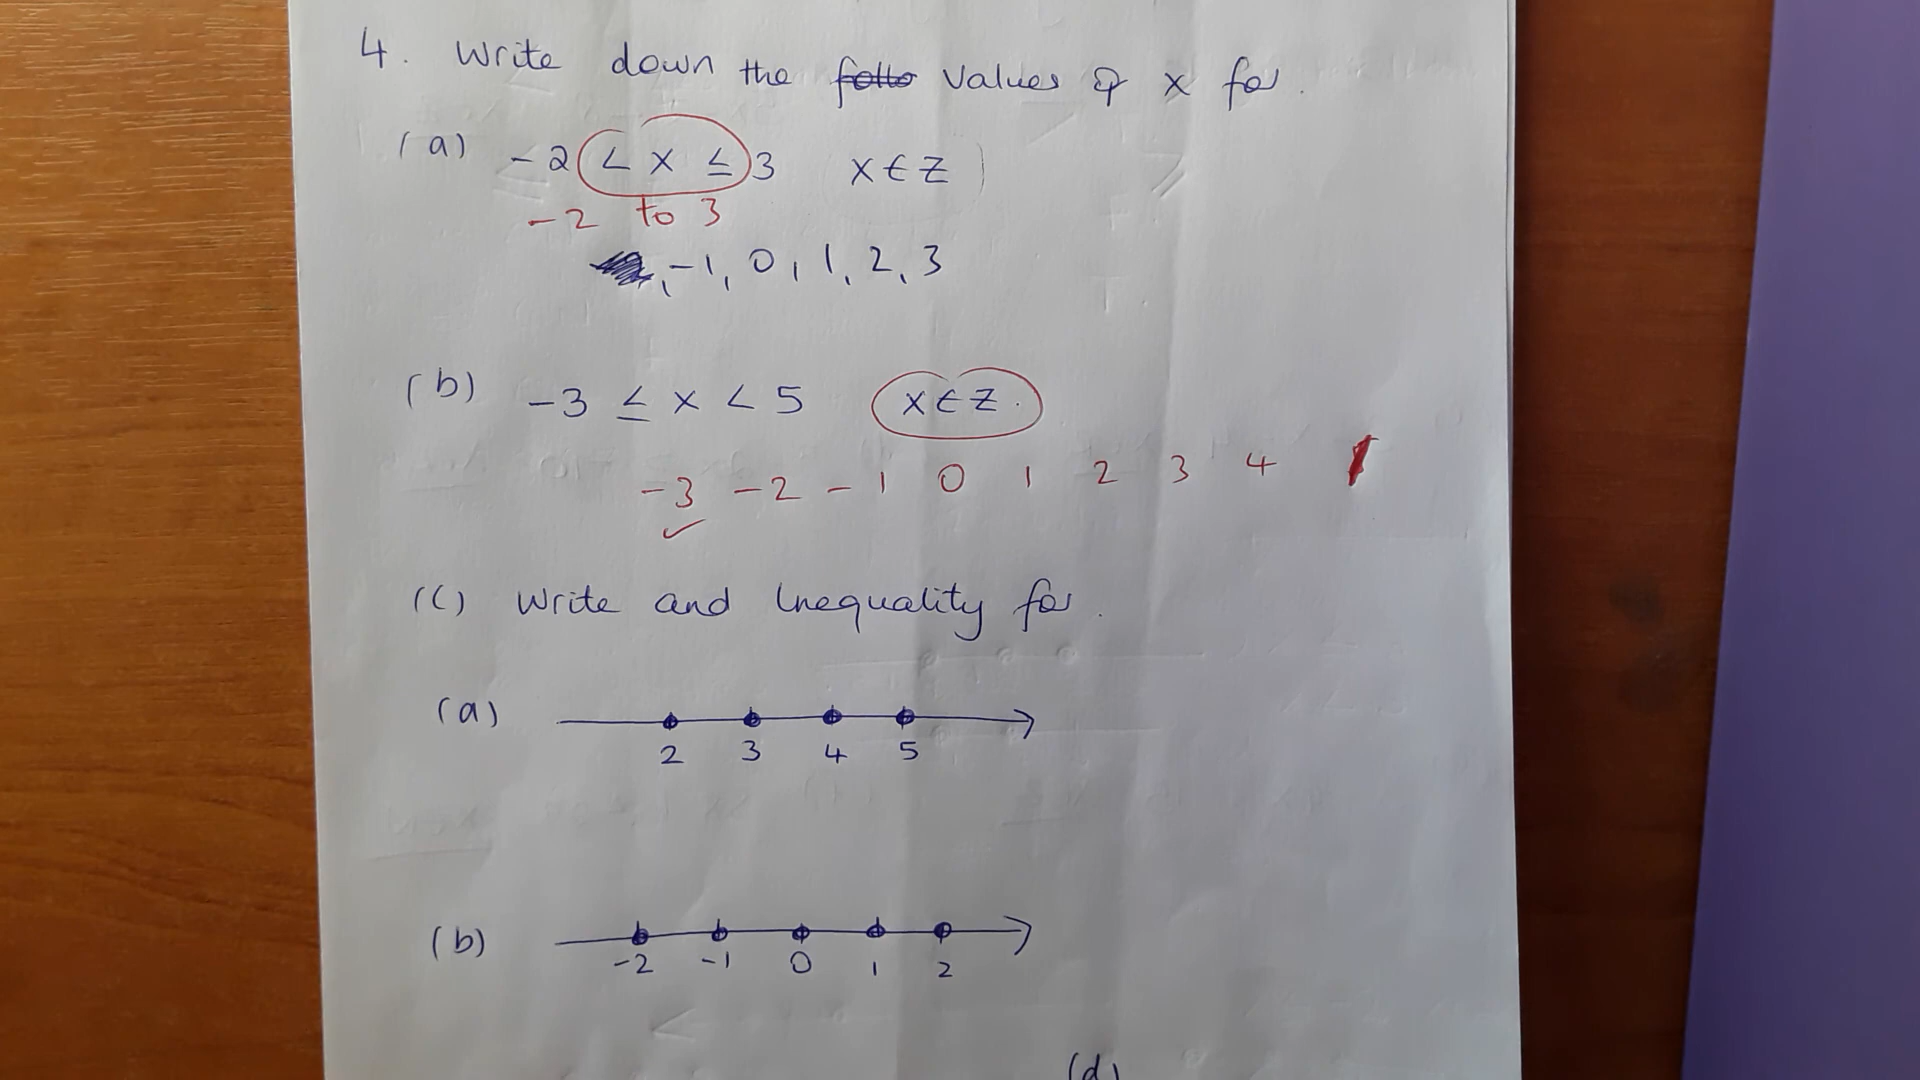 4. Write down the follo values of x for.
(a) -2 < x ≤ 3 x ∈ Z
-2 to 3
, -1, 0, 1, 2, 3
(b) -3 ≤ x < 5 x ∈ Z.
-3 -2 -1 0 1 2 3 4
(c) Write and Inequality for.
(a)
2 3 4 5
(b)
-2 -1 0 1 2
(d)